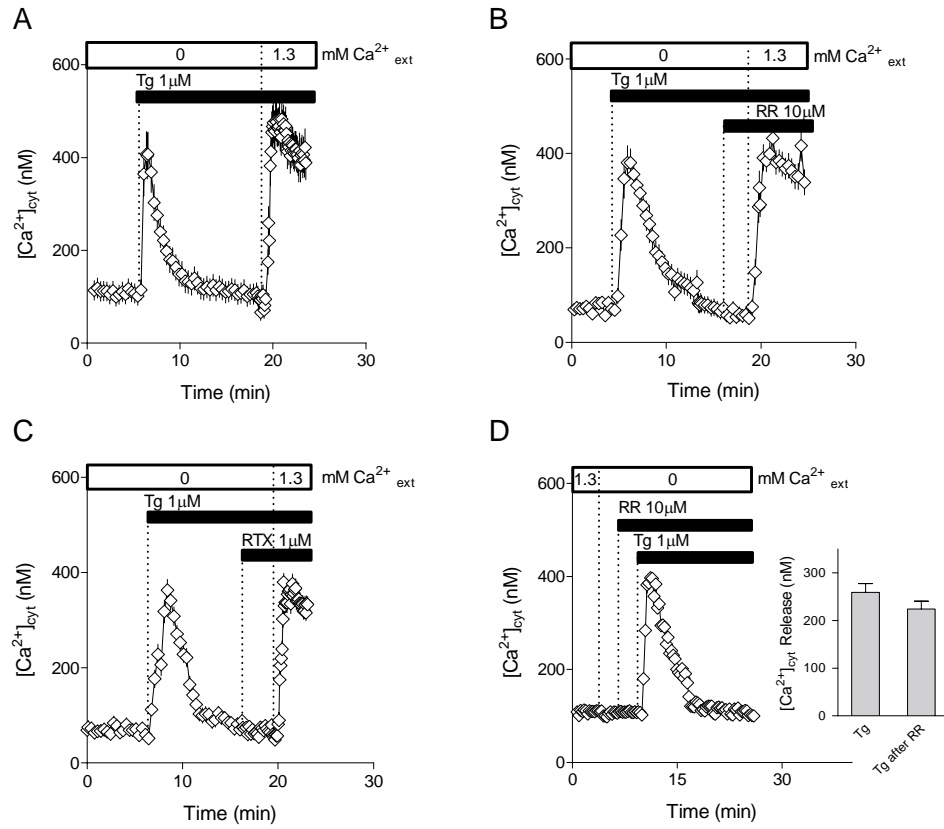 A
0
1.3
mM Ca2+ ext
Tg 1μM
600
400
200
0
[Ca2+]cyt (nM)
0
10
20
30
Time (min)
B
0
1.3
mM Ca2+ ext
Tg 1μM
RR 10μM
600
400
200
0
[Ca2+]cyt (nM)
0
10
20
30
Time (min)
C
0
1.3
mM Ca2+ ext
Tg 1μM
RTX 1μM
600
400
200
0
[Ca2+]cyt (nM)
0
10
20
30
Time (min)
D
1.3
0
mM Ca2+ ext
RR 10μM
Tg 1μM
600
400
200
0
[Ca2+]cyt (nM)
0
15
30
Time (min)
300
200
100
0
[Ca2+]cyt Release (nM)
Tg
Tg after RR